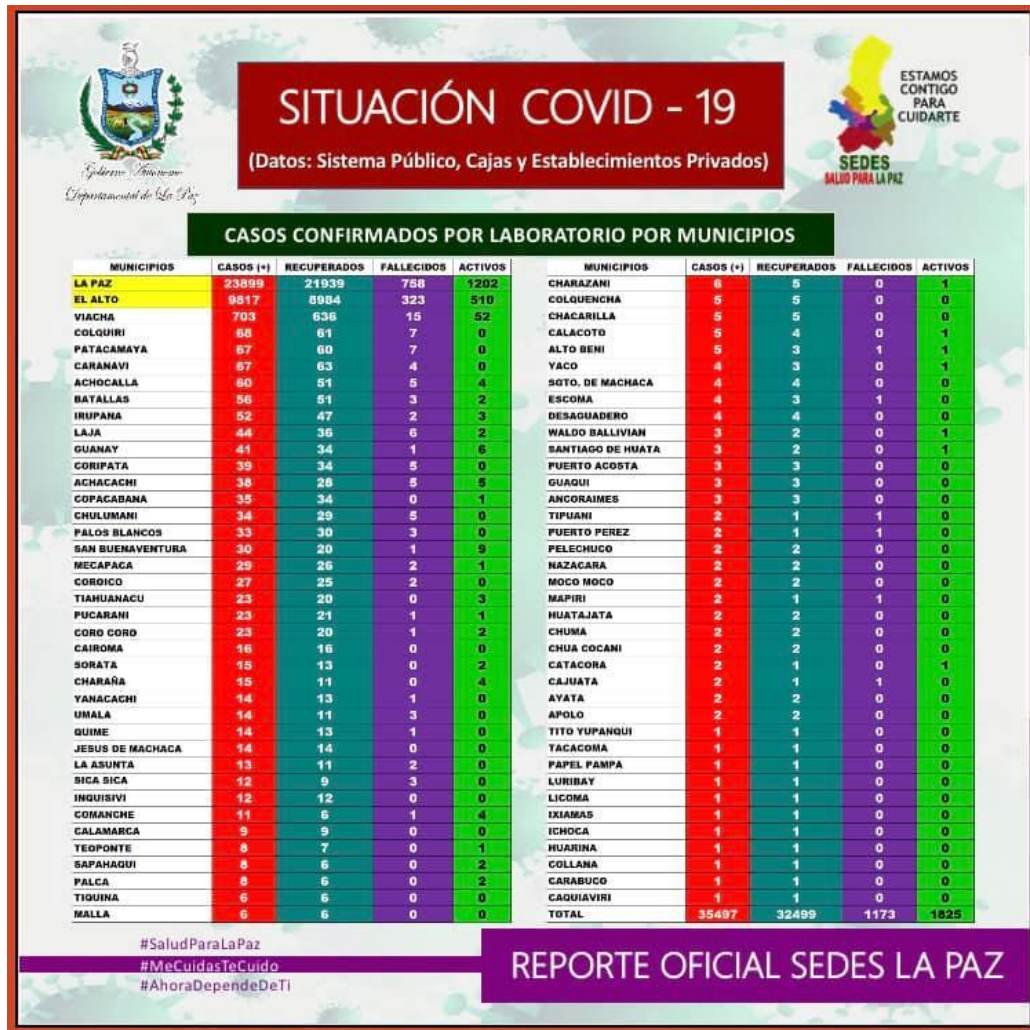 Gobierno Autónomo
Departamental de La Paz
SITUACIÓN COVID - 19
(Datos: Sistema Público, Cajas y Establecimientos Privados)
ESTAMOS
CONTIGO
PARA
CUIDARTE
SEDES
SALUD PARA LA PAZ
CASOS CONFIRMADOS POR LABORATORIO POR MUNICIPIOS
MUNICIPIOS CASOS (+) RECUPERADOS FALLECIDOS ACTIVOS
LA PAZ 23899 21939 758 1202
EL ALTO 9817 8984 323 510
VIACHA 703 636 15 52
COLQUIRI 68 61 7 0
PATACAMAYA 67 60 7 0
CARANAVI 67 63 4 0
ACHOCALLA 60 51 5 4
BATALLAS 56 51 3 2
IRUPANA 52 47 2 3
LAJA 44 36 6 2
GUANAY 41 34 1 6
CORIPATA 39 34 5 0
ACHACACHI 38 28 5 5
COPACABANA 35 34 0 1
CHULUMANI 34 29 5 0
PALOS BLANCOS 33 30 3 0
SAN BUENAVENTURA 30 20 1 9
MECAPACA 29 26 2 1
COROICO 27 25 2 0
TIAHUANACU 23 20 0 3
PUCARANI 23 21 1 1
CORO CORO 23 20 1 2
CAIROMA 16 16 0 0
SORATA 15 13 0 2
CHARAÑA 15 11 0 4
YANACACHI 14 13 1 0
UMALA 14 11 3 0
QUIME 14 13 1 0
JESUS DE MACHACA 14 14 0 0
LA ASUNTA 13 11 2 0
SICA SICA 12 9 3 0
INQUISIVI 12 12 0 0
COMANCHE 11 6 1 4
CALAMARCA 9 9 0 0
TEOPONTE 8 7 0 1
SAPAHAQUI 8 6 0 2
PALCA 8 6 0 2
TIQUINA 6 6 0 0
MALLA 6 6 0 0
MUNICIPIOS CASOS (+) RECUPERADOS FALLECIDOS ACTIVOS
CHARAZANI 6 5 0 1
COLQUENCHA 5 5 0 0
CHACARILLA 5 5 0 0
CALACOTO 5 4 0 1
ALTO BENI 5 3 1 1
YACO 4 3 0 1
SGTO. DE MACHACA 4 4 0 0
ESCOMA 4 3 1 0
DESAGUADERO 4 4 0 0
WALDO BALLIVIAN 3 2 0 1
SANTIAGO DE HUATA 3 2 0 1
PUERTO ACOSTA 3 3 0 0
GUAQUI 3 3 0 0
ANCORAIMES 3 3 0 0
TIPUANI 2 1 1 0
PUERTO PEREZ 2 1 1 0
PELECHUCO 2 2 0 0
NAZACARA 2 2 0 0
MOCO MOCO 2 2 0 0
MAPIRI 2 1 1 0
HUATAJATA 2 2 0 0
CHUMA 2 2 0 0
CHUA COCANI 2 2 0 0
CATACORA 2 1 0 1
CAJUATA 2 1 1 0
AYATA 2 2 0 0
APOLO 2 2 0 0
TITO YUPANQUI 1 1 0 0
TACACOMA 1 1 0 0
PAPEL PAMPA 1 1 0 0
LURIBAY 1 1 0 0
LICOMA 1 1 0 0
IXIAMAS 1 1 0 0
ICHOCA 1 1 0 0
HUARINA 1 1 0 0
COLLANA 1 1 0 0
CARABUCO 1 1 0 0
CAQUIAVIRI 1 1 0 0
TOTAL 35497 32499 1173 1825
#SaludParaLaPaz
#MeCuidasTeCuido
#AhoraDependeDeTi
REPORTE OFICIAL SEDES LA PAZ